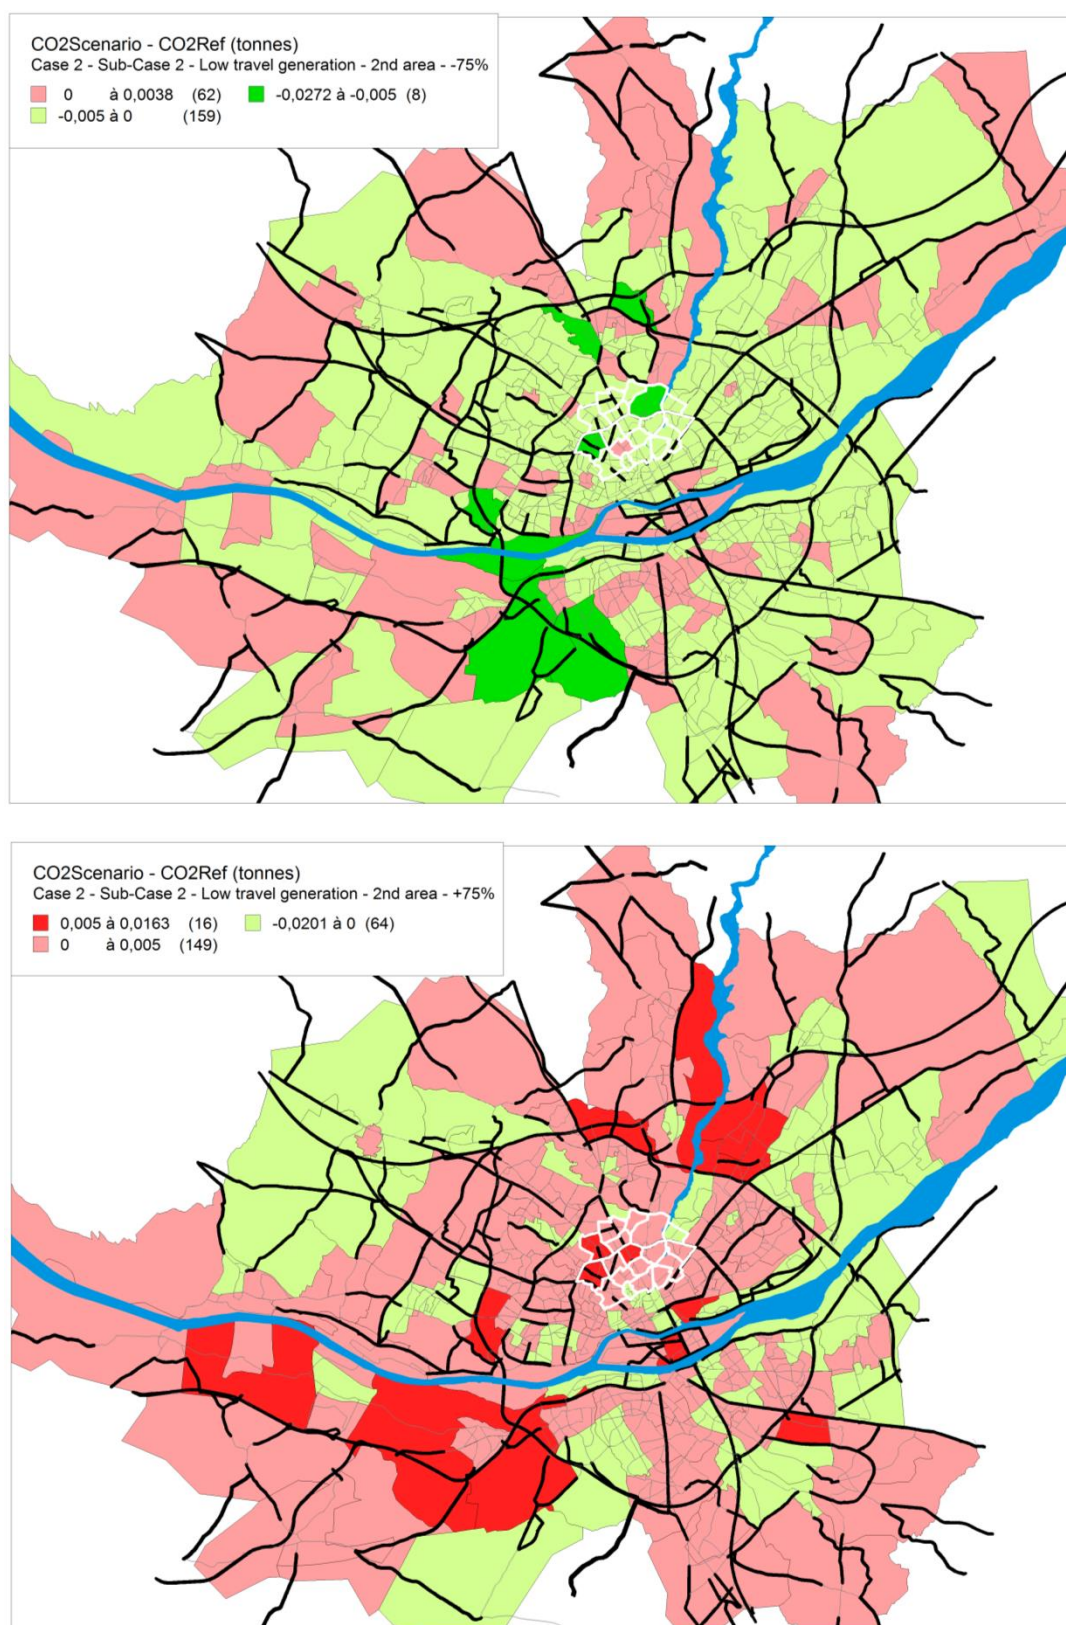 CO2Scenario - CO2Ref (tonnes)
Case 2 - Sub-Case 2 - Low travel generation - 2nd area - -75%
0 à 0,0038 (62) -0,0272 à -0,005 (8)
-0,005 à 0 (159)
CO2Scenario - CO2Ref (tonnes)
Case 2 - Sub-Case 2 - Low travel generation - 2nd area - +75%
0,005 à 0,0163 (16) -0,0201 à 0 (64)
0 à 0,005 (149)